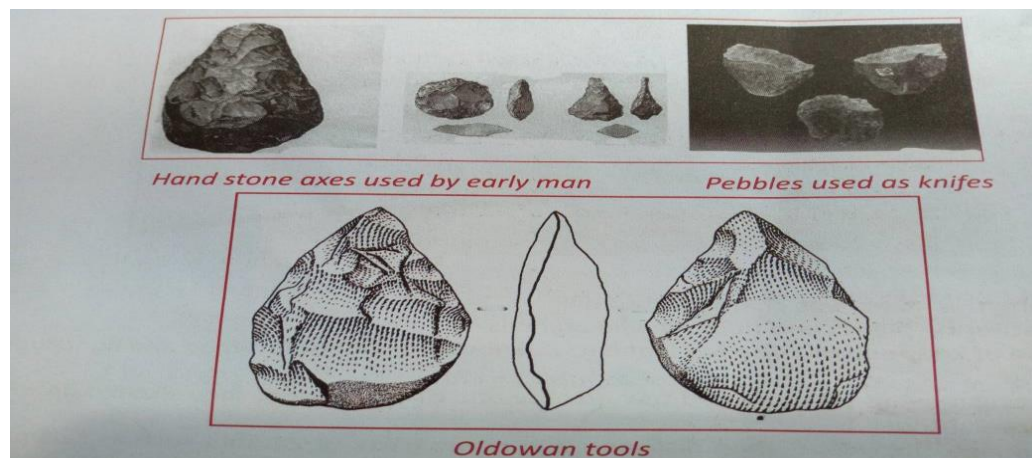 Hand stone axes used by early man
Pebbles used as knifes
Oldowan tools